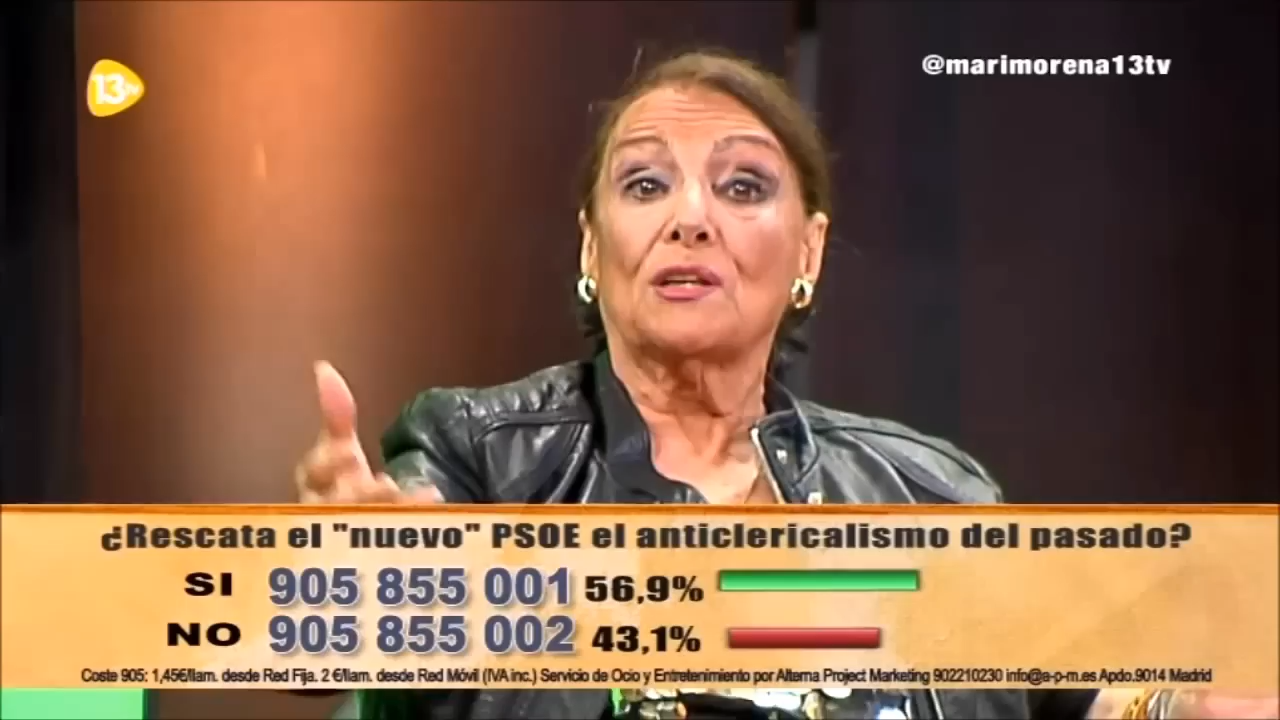 13tv
@marimorena13tv
¿Rescata el "nuevo" PSOE el anticlericalismo del pasado?
SI 905 855 001 56,9%
NO 905 855 002 43,1%
Coste 905: 1,45€/llam. desde Red Fija. 2 €/llam. desde Red Móvil (IVA inc.) Servicio de Ocio y Entretenimiento por Alterna Project Marketing 902210230 info@a-p-m.es Apdo.9014 Madrid